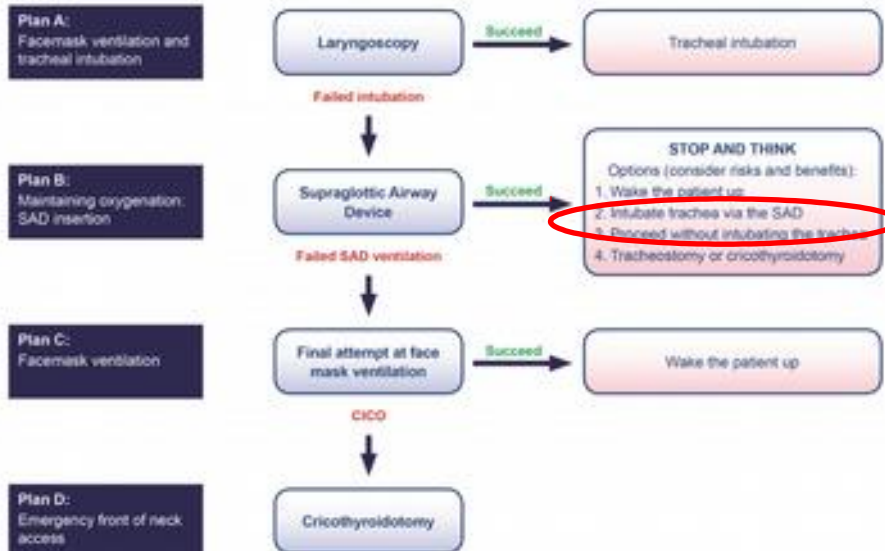 Plan A:
Facemask ventilation and
tracheal intubation
Laryngoscopy
Succeed
Tracheal intubation
Failed intubation
Plan B:
Maintaining oxygenation:
SAD insertion
Supraglottic Airway
Device
Succeed
STOP AND THINK
Options (consider risks and benefits):
1. Wake the patient up
2. Intubate trachea via the SAD
3. Proceed without intubating the trachea
4. Tracheostomy or cricothyroidotomy
Failed SAD ventilation
Plan C:
Facemask ventilation
Final attempt at face
mask ventilation
Succeed
Wake the patient up
CICO
Plan D:
Emergency front of neck
access
Cricothyroidotomy